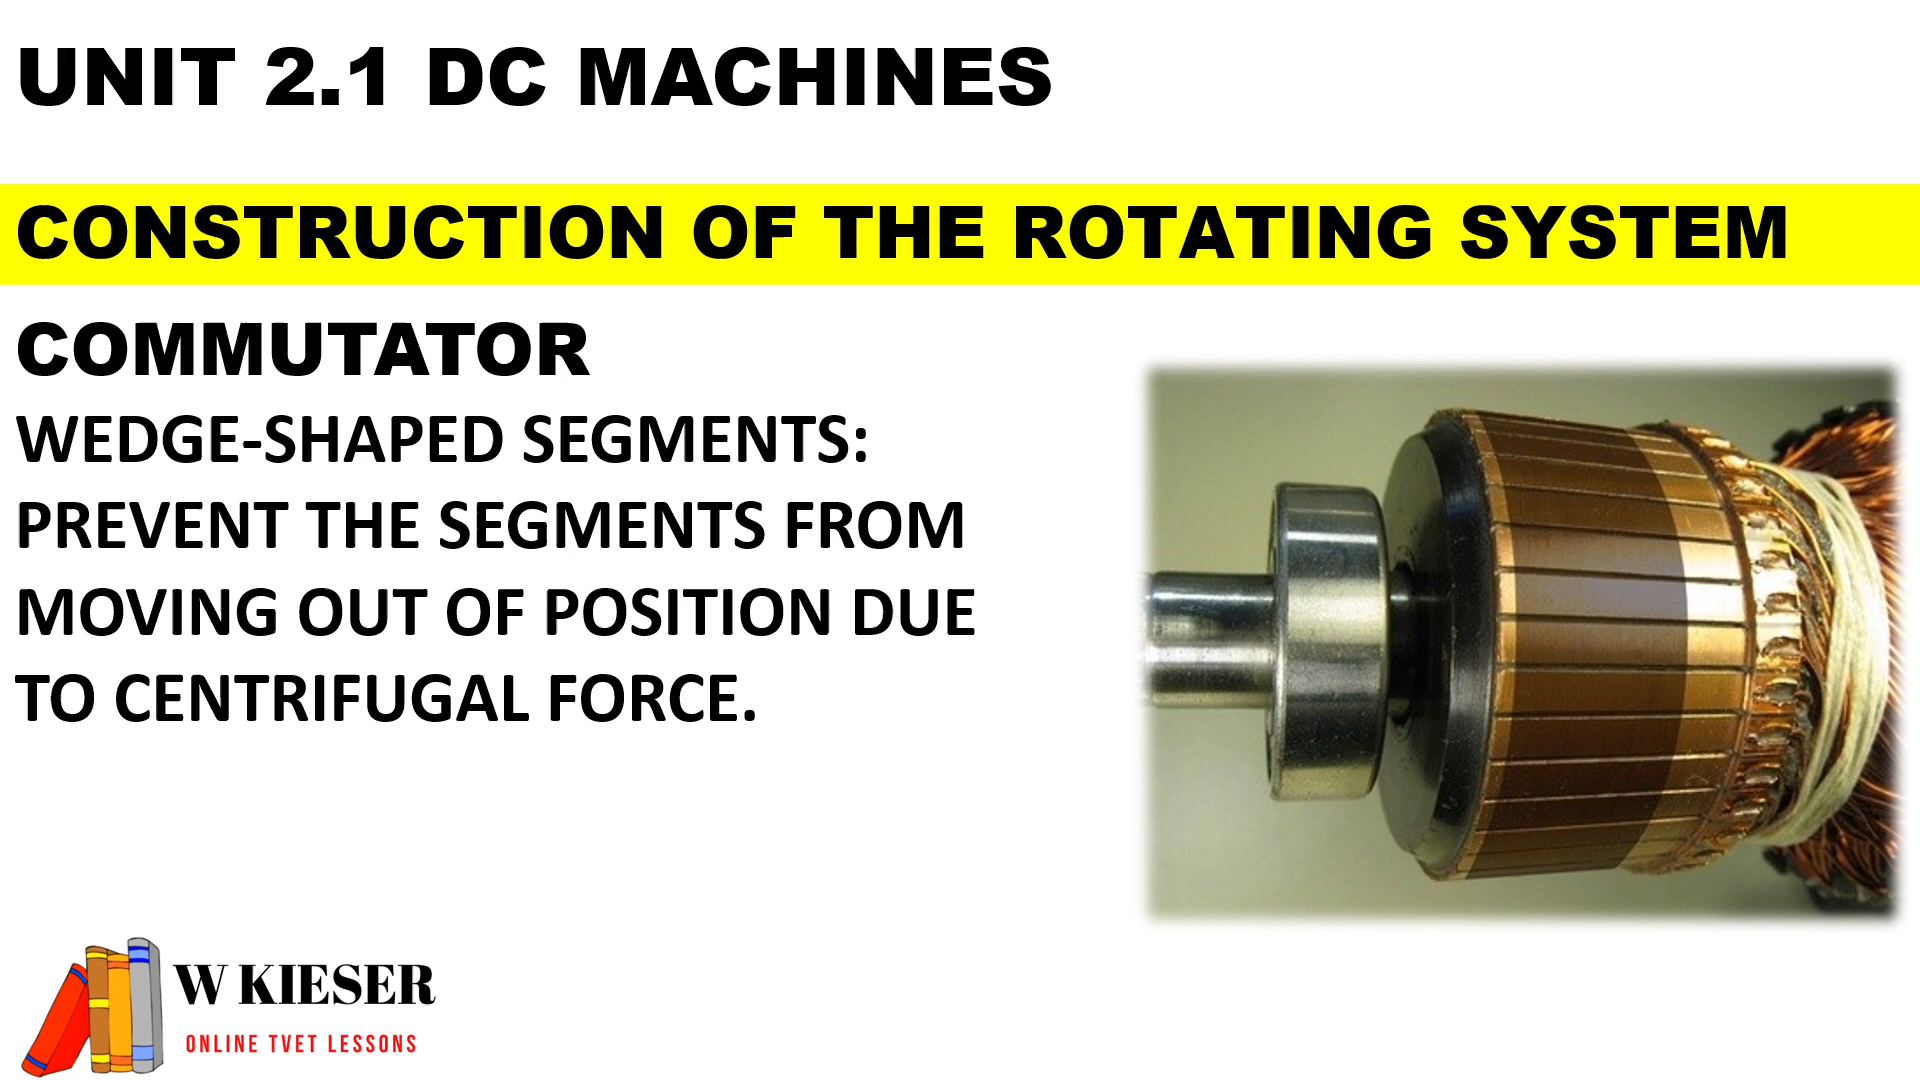 UNIT 2.1 DC MACHINES
CONSTRUCTION OF THE ROTATING SYSTEM
COMMUTATOR
WEDGE-SHAPED SEGMENTS:
PREVENT THE SEGMENTS FROM
MOVING OUT OF POSITION DUE
TO CENTRIFUGAL FORCE.
W KIESER
ONLINE TVET LESSONS